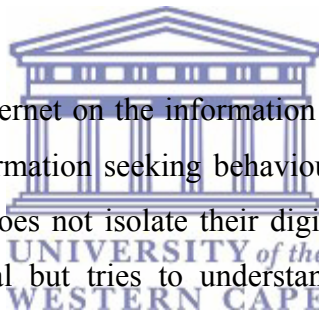 ernet on the information
rmation seeking behaviou
oes not isolate their digi
UNIVERSITY of the
al but tries to understan
WESTERN CAPE